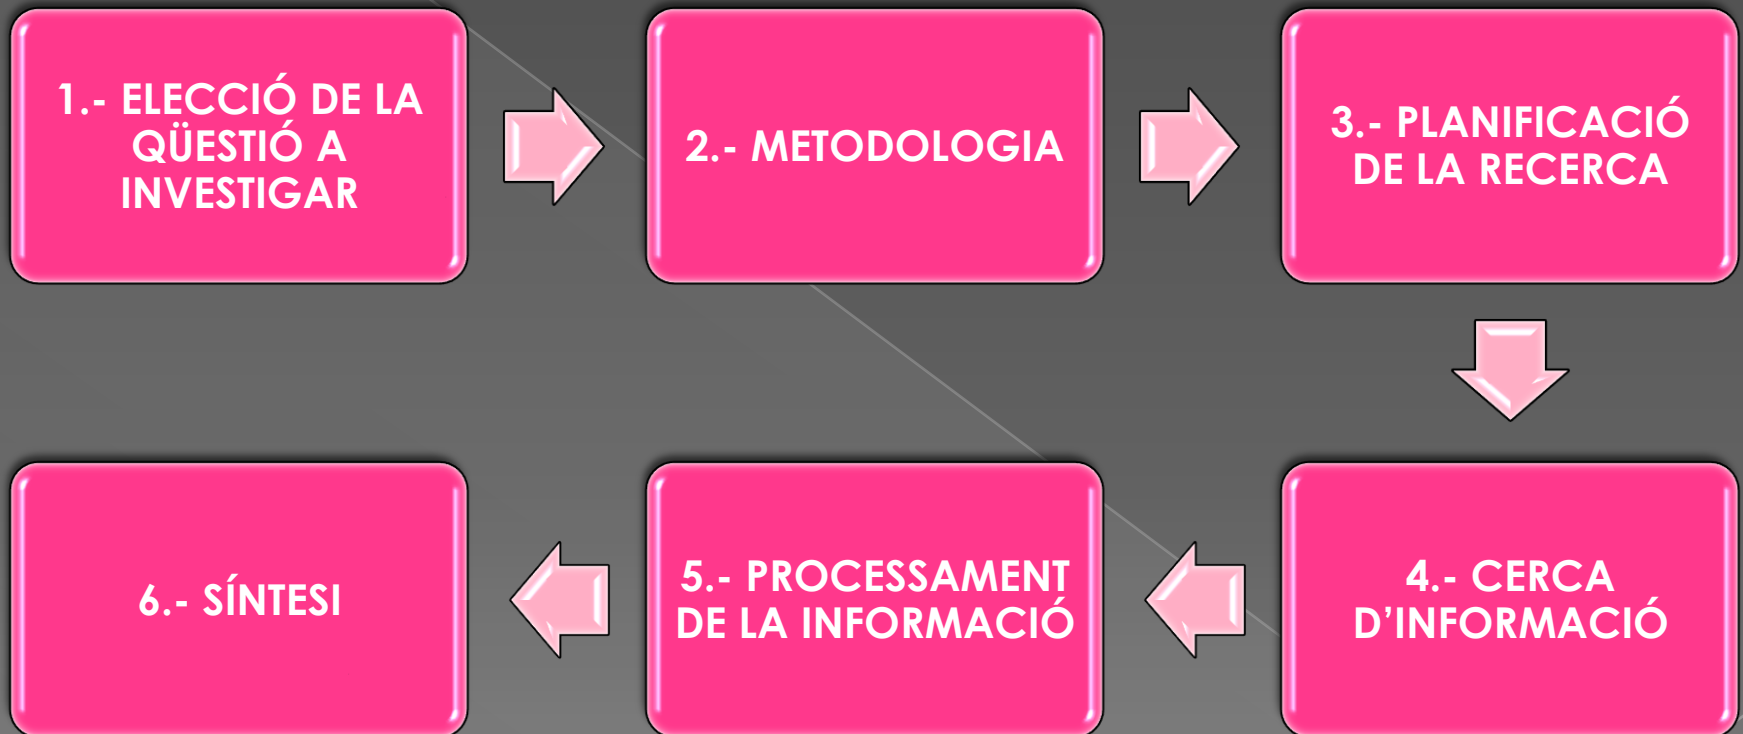 1.- ELECCIÓ DE LA
QÜESTIÓ A
INVESTIGAR
2.- METODOLOGIA
3.- PLANIFICACIÓ
DE LA RECERCA
4.- CERCA
D’INFORMACIÓ
5.- PROCESSAMENT
DE LA INFORMACIÓ
6.- SÍNTESI